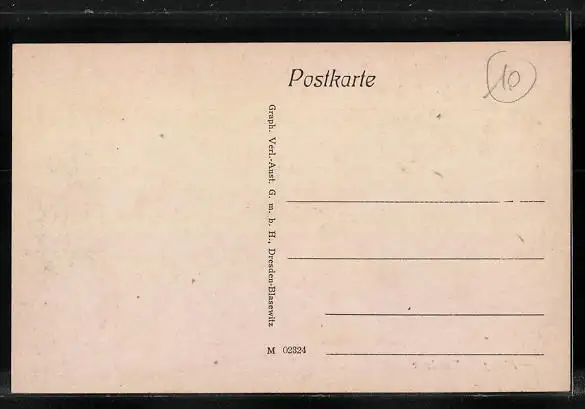 Postkarte
10
Graph. Verl.-Anst. G. m. b. H., Dresden-Blasewitz
M 02324